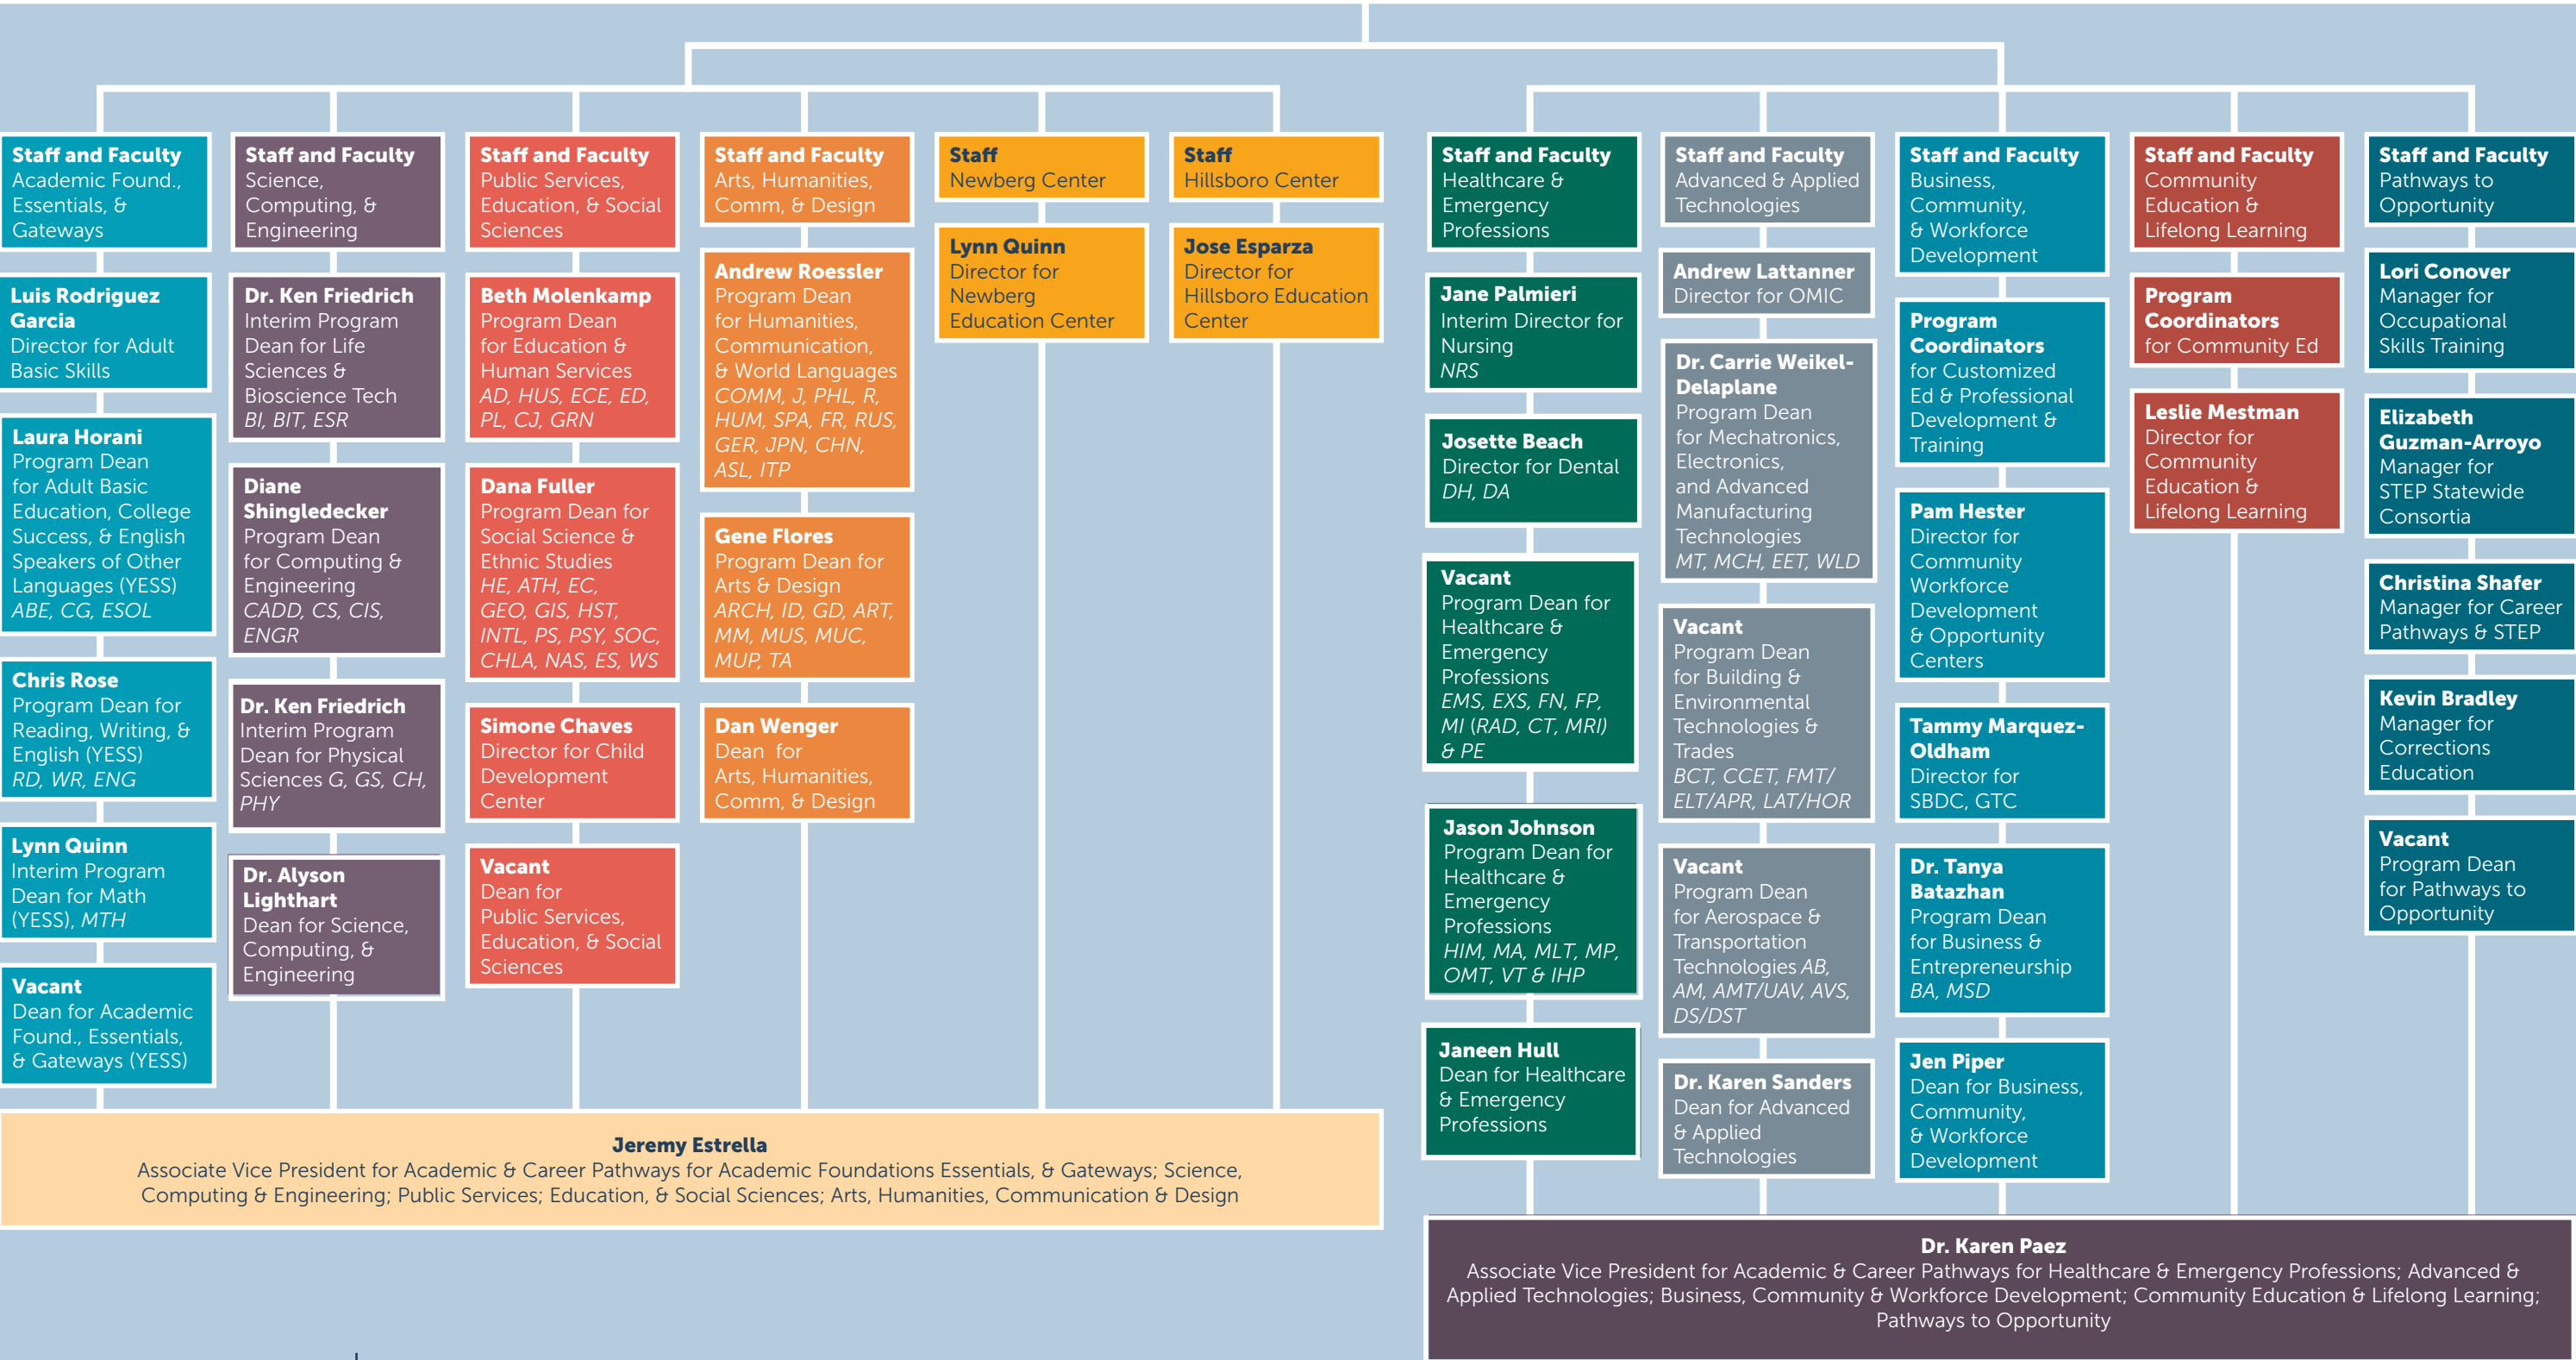 Staff and Faculty
Academic Found.,
Essentials, &
Gateways
Luis Rodriguez
Garcia
Director for Adult
Basic Skills
Laura Horani
Program Dean
for Adult Basic
Education, College
Success, & English
Speakers of Other
Languages (YESS)
ABE, CG, ESOL
Chris Rose
Program Dean for
Reading, Writing, &
English (YESS)
RD, WR, ENG
Lynn Quinn
Interim Program
Dean for Math
(YESS), MTH
Vacant
Dean for Academic
Found., Essentials,
& Gateways (YESS)
Staff and Faculty
Science,
Computing, &
Engineering
Dr. Ken Friedrich
Interim Program
Dean for Life
Sciences &
Bioscience Tech
BI, BIT, ESR
Diane
Shingledecker
Program Dean
for Computing &
Engineering
CADD, CS, CIS,
ENGR
Dr. Ken Friedrich
Interim Program
Dean for Physical
Sciences G, GS, CH,
PHY
Dr. Alyson
Lighthart
Dean for Science,
Computing, &
Engineering
Staff and Faculty
Public Services,
Education, & Social
Sciences
Beth Molenkamp
Program Dean
for Education &
Human Services
AD, HUS, ECE, ED,
PL, CJ, GRN
Dana Fuller
Program Dean for
Social Science &
Ethnic Studies
HE, ATH, EC,
GEO, GIS, HST,
INTL, PS, PSY, SOC,
CHLA, NAS, ES, WS
Simone Chaves
Director for Child
Development
Center
Vacant
Dean for
Public Services,
Education, & Social
Sciences
Staff and Faculty
Arts, Humanities,
Comm, & Design
Andrew Roessler
Program Dean
for Humanities,
Communication,
& World Languages
COMM, J, PHL, R,
HUM, SPA, FR, RUS,
GER, JPN, CHN,
ASL, ITP
Gene Flores
Program Dean for
Arts & Design
ARCH, ID, GD, ART,
MM, MUS, MUC,
MUP, TA
Dan Wenger
Dean for
Arts, Humanities,
Comm, & Design
Staff
Newberg Center
Lynn Quinn
Director for
Newberg
Education Center
Staff
Hillsboro Center
Jose Esparza
Director for
Hillsboro Education
Center
Jeremy Estrella
Associate Vice President for Academic & Career Pathways for Academic Foundations Essentials, & Gateways; Science,
Computing & Engineering; Public Services; Education, & Social Sciences; Arts, Humanities, Communication & Design
Staff and Faculty
Healthcare &
Emergency
Professions
Jane Palmieri
Interim Director for
Nursing
NRS
Josette Beach
Director for Dental
DH, DA
Vacant
Program Dean for
Healthcare &
Emergency
Professions
EMS, EXS, FN, FP,
MI (RAD, CT, MRI)
& PE
Jason Johnson
Program Dean for
Healthcare &
Emergency
Professions
HIM, MA, MLT, MP,
OMT, VT & IHP
Janeen Hull
Dean for Healthcare
& Emergency
Professions
Staff and Faculty
Advanced & Applied
Technologies
Andrew Lattanner
Director for OMIC
Dr. Carrie Weikel-
Delaplane
Program Dean
for Mechatronics,
Electronics,
and Advanced
Manufacturing
Technologies
MT, MCH, EET, WLD
Vacant
Program Dean
for Building &
Environmental
Technologies &
Trades
BCT, CCET, FMT/
ELT/APR, LAT/HOR
Vacant
Program Dean
for Aerospace &
Transportation
Technologies AB,
AM, AMT/UAV, AVS,
DS/DST
Dr. Karen Sanders
Dean for Advanced
& Applied
Technologies
Staff and Faculty
Business,
Community,
& Workforce
Development
Program
Coordinators
for Customized
Ed & Professional
Development &
Training
Pam Hester
Director for
Community
Workforce
Development
& Opportunity
Centers
Tammy Marquez-
Oldham
Director for
SBDC, GTC
Dr. Tanya
Batazhan
Program Dean
for Business &
Entrepreneurship
BA, MSD
Jen Piper
Dean for Business,
Community,
& Workforce
Development
Staff and Faculty
Community
Education &
Lifelong Learning
Program
Coordinators
for Community Ed
Leslie Mestman
Director for
Community
Education &
Lifelong Learning
Staff and Faculty
Pathways to
Opportunity
Lori Conover
Manager for
Occupational
Skills Training
Elizabeth
Guzman-Arroyo
Manager for
STEP Statewide
Consortia
Christina Shafer
Manager for Career
Pathways & STEP
Kevin Bradley
Manager for
Corrections
Education
Vacant
Program Dean
for Pathways to
Opportunity
Dr. Karen Paez
Associate Vice President for Academic & Career Pathways for Healthcare & Emergency Professions; Advanced &
Applied Technologies; Business, Community & Workforce Development; Community Education & Lifelong Learning;
Pathways to Opportunity